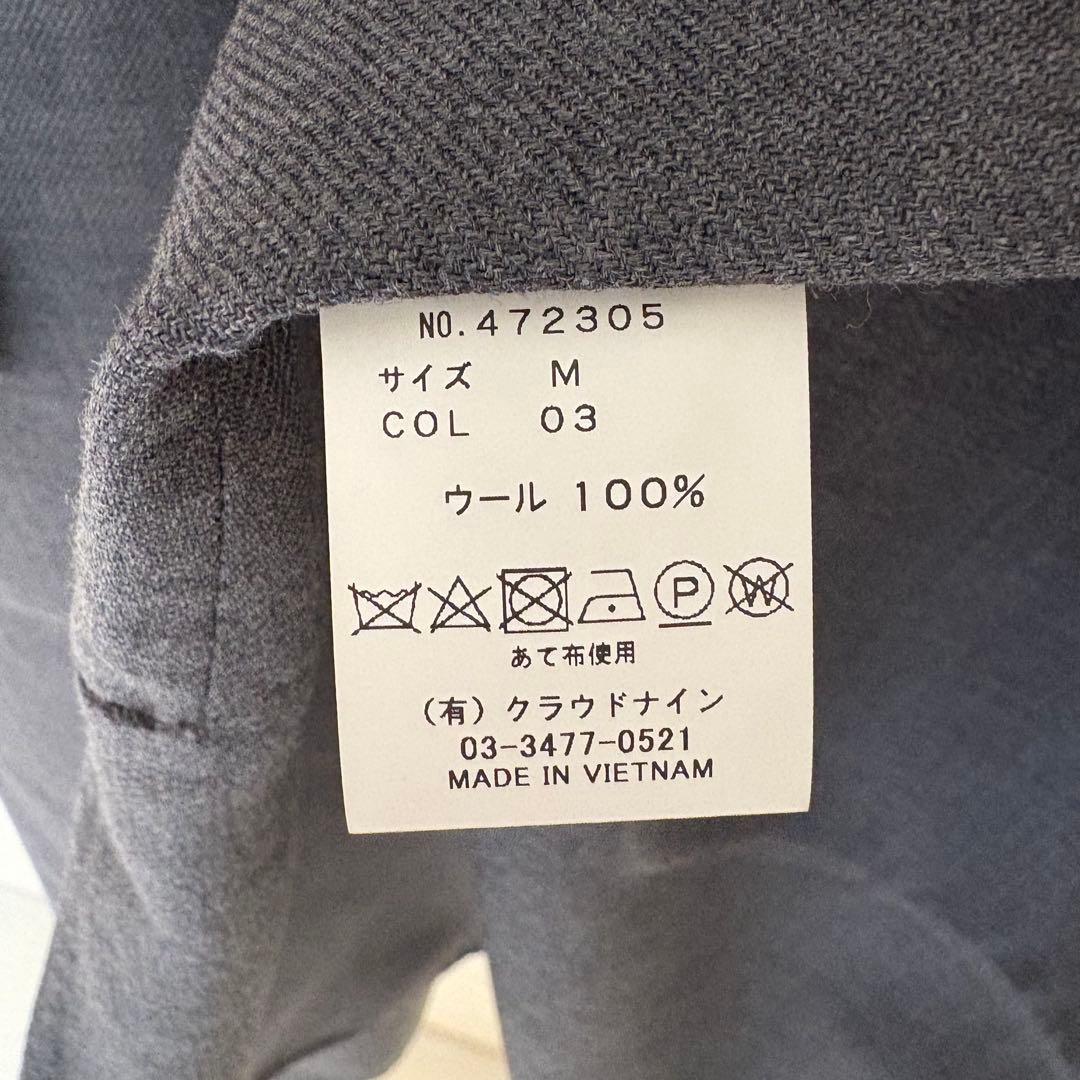 NO.472305
サイズ M
COL 03
ウール 100%
P W
あて布使用
(有)クラウドナイン
03-3477-0521
MADE IN VIETNAM